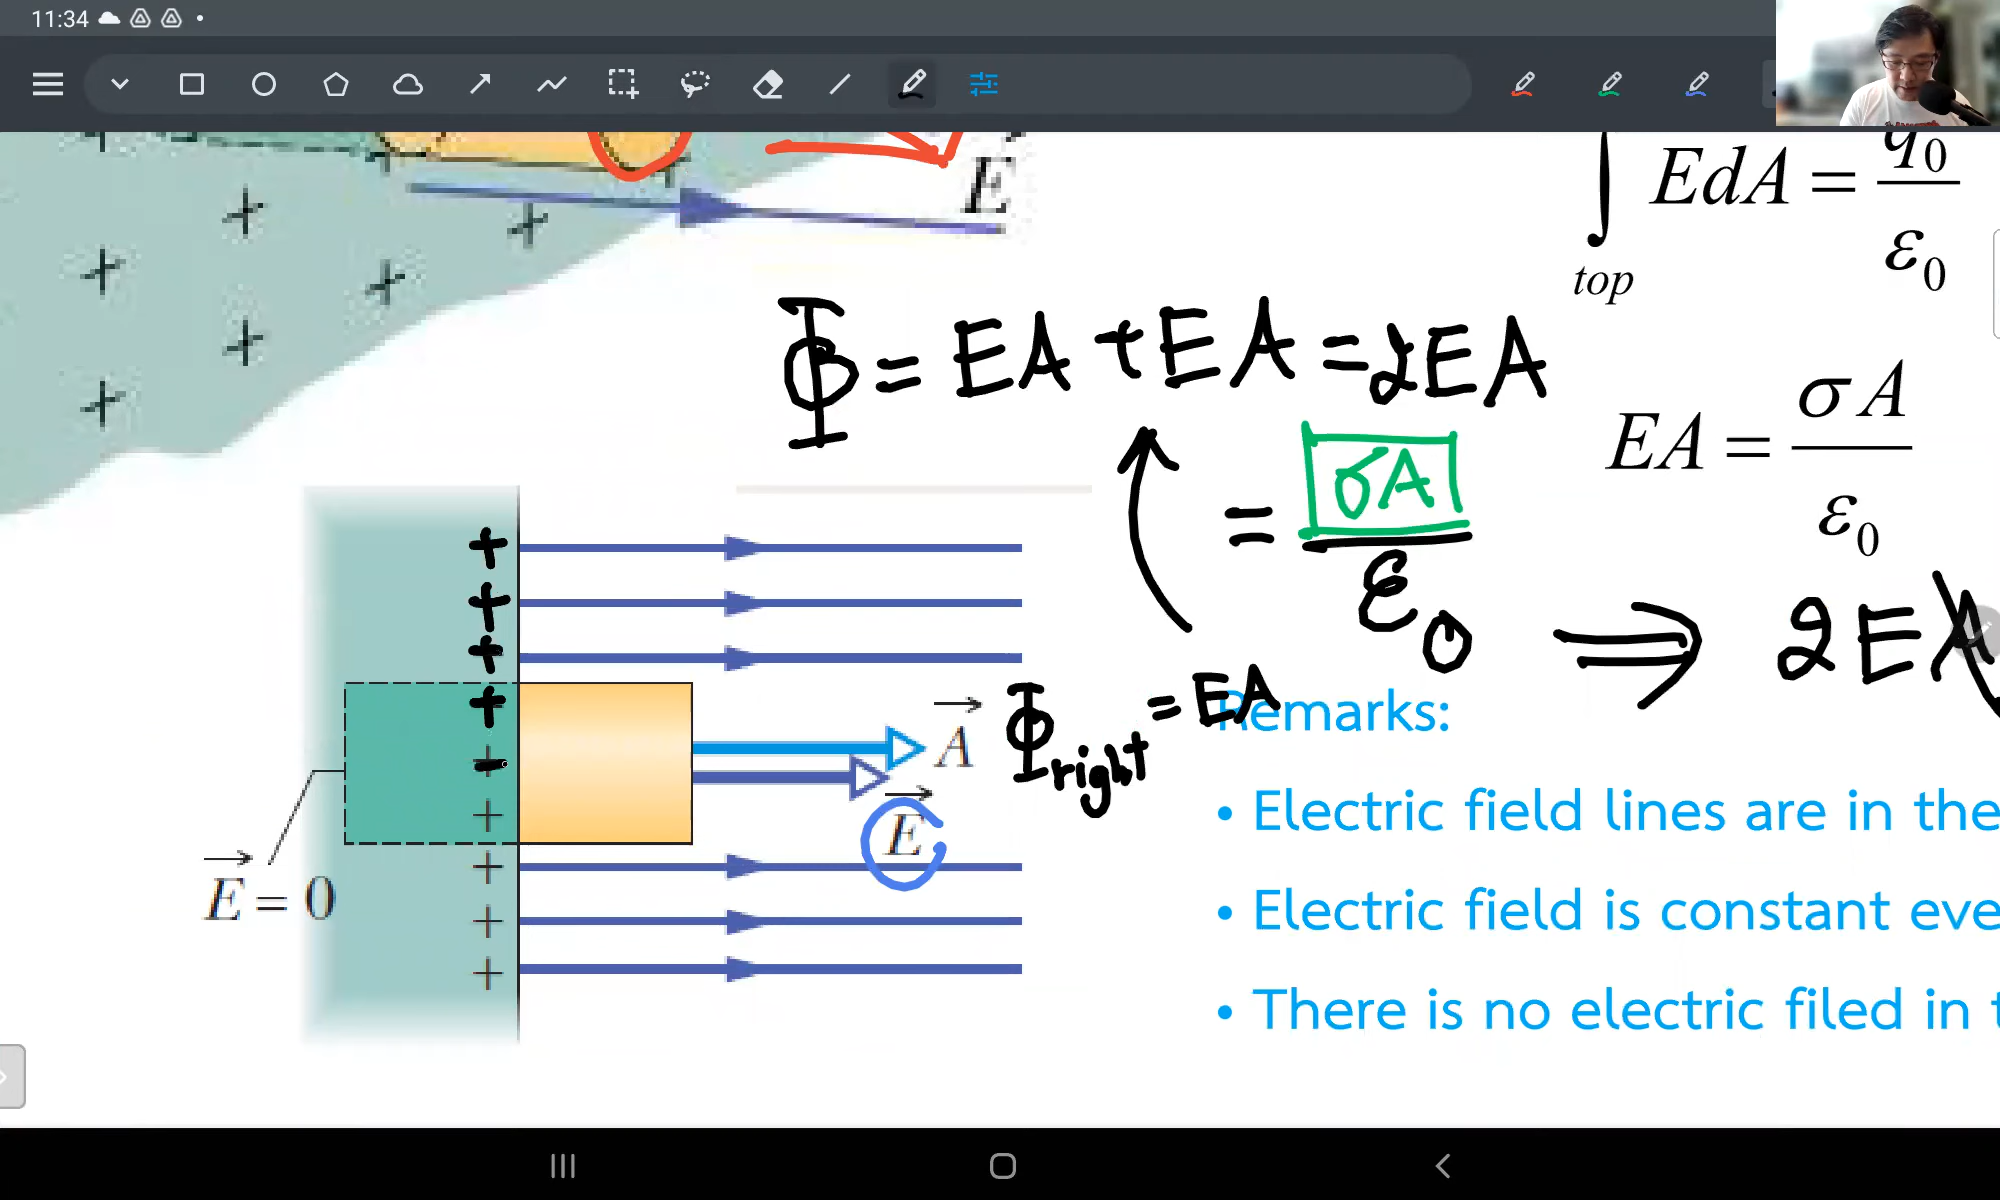 11:34
E
∫ EdA = q0/ε0
top
Φ = EA + EA = 2EA
EA = σA/ε0
= σA/ε0
⇒ 2EA
A
Φright = EA
Remarks:
E
E = 0
• Electric field lines are in the
• Electric field is constant eve
• There is no electric filed in t